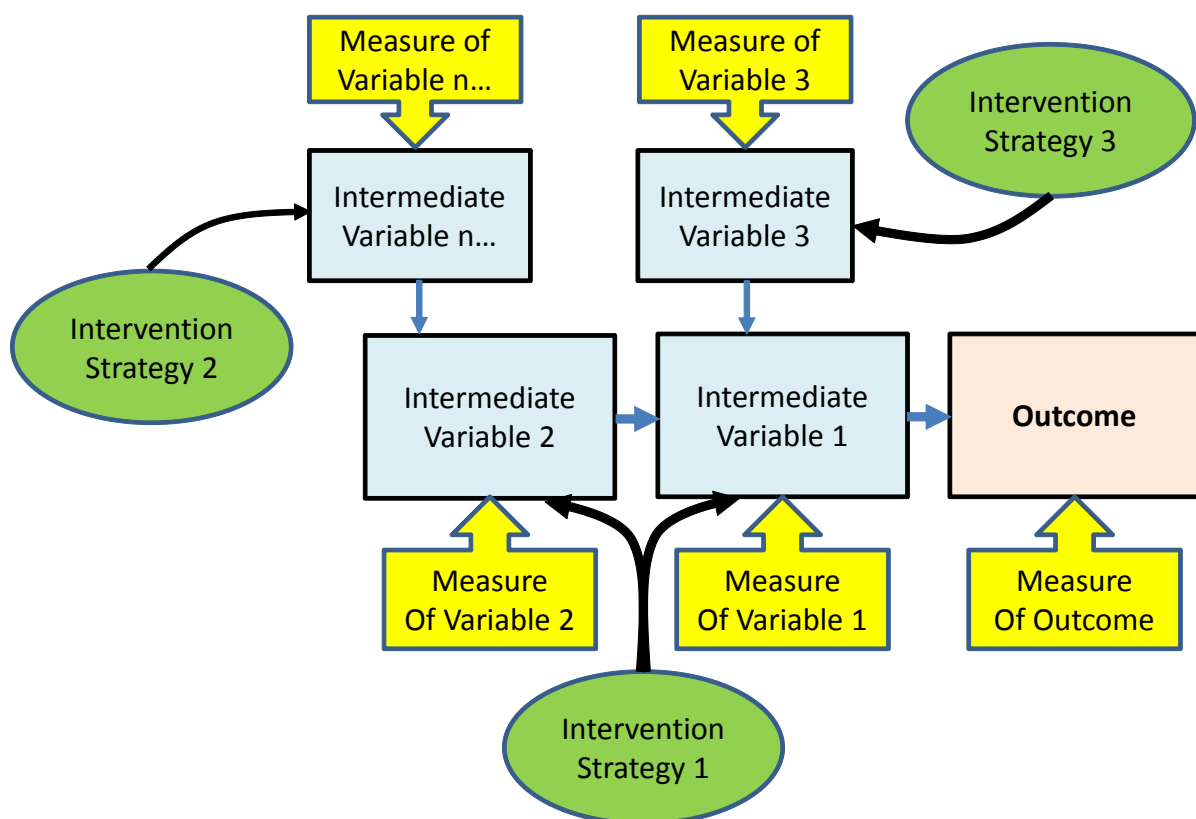 Measure of
Variable n…
Measure of
Variable 3
Intervention
Strategy 3
Intermediate
Variable n…
Intermediate
Variable 3
Intervention
Strategy 2
Intermediate
Variable 2
Intermediate
Variable 1
Outcome
Measure
Of Variable 2
Measure
Of Variable 1
Measure
Of Outcome
Intervention
Strategy 1